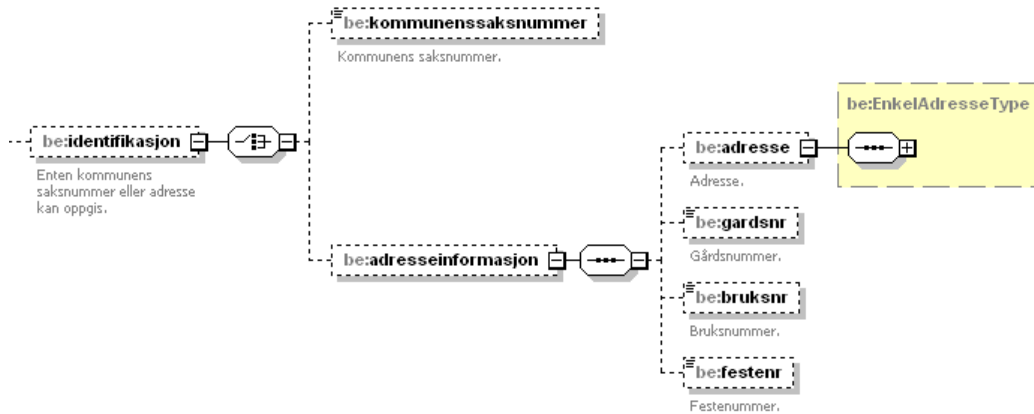 be:kommunenssaksnummer
Kommunens saksnummer.
be:identifikasjon
Enten kommunens
saksnummer eller adresse
kan oppgis.
be:EnkelAdresseType
be:adresse
Adresse.
be:gardsnr
Gårdsnummer.
be:adresseinformasjon
be:bruksnr
Bruksnummer.
be:festenr
Festenummer.